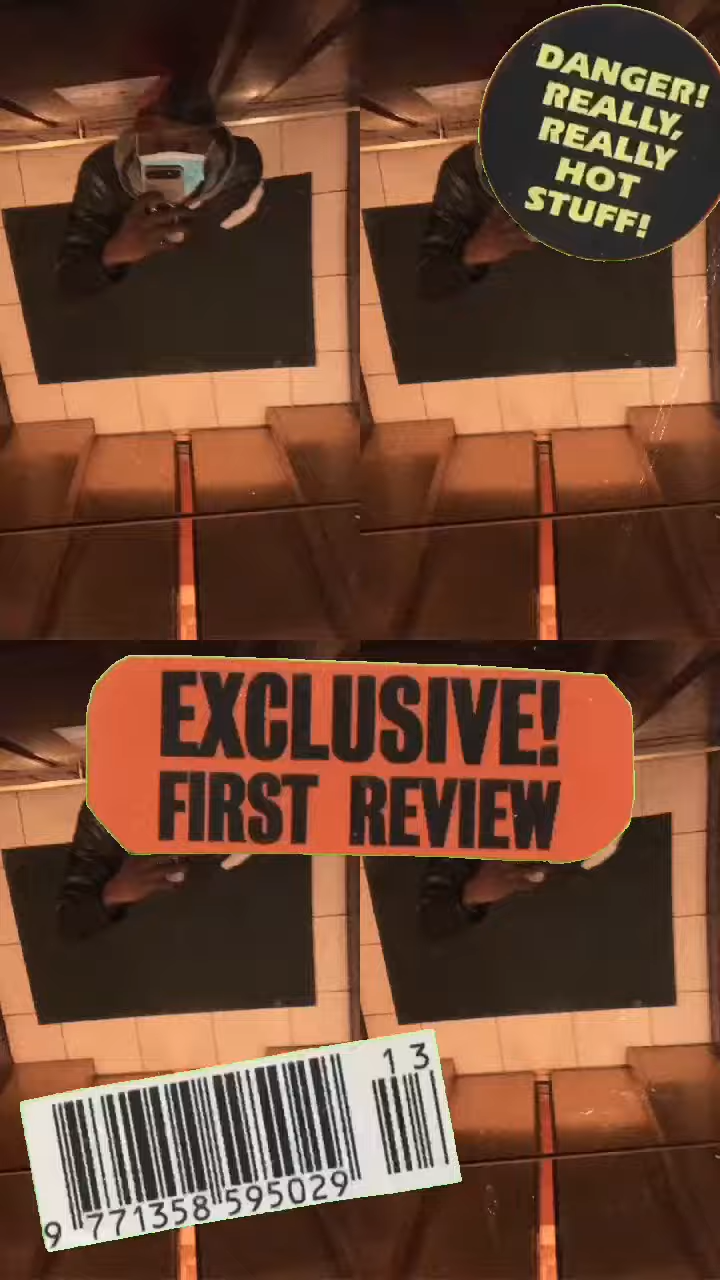 DANGER!
REALLY,
REALLY
HOT
STUFF!
EXCLUSIVE!
FIRST REVIEW
13
9 771358 595029